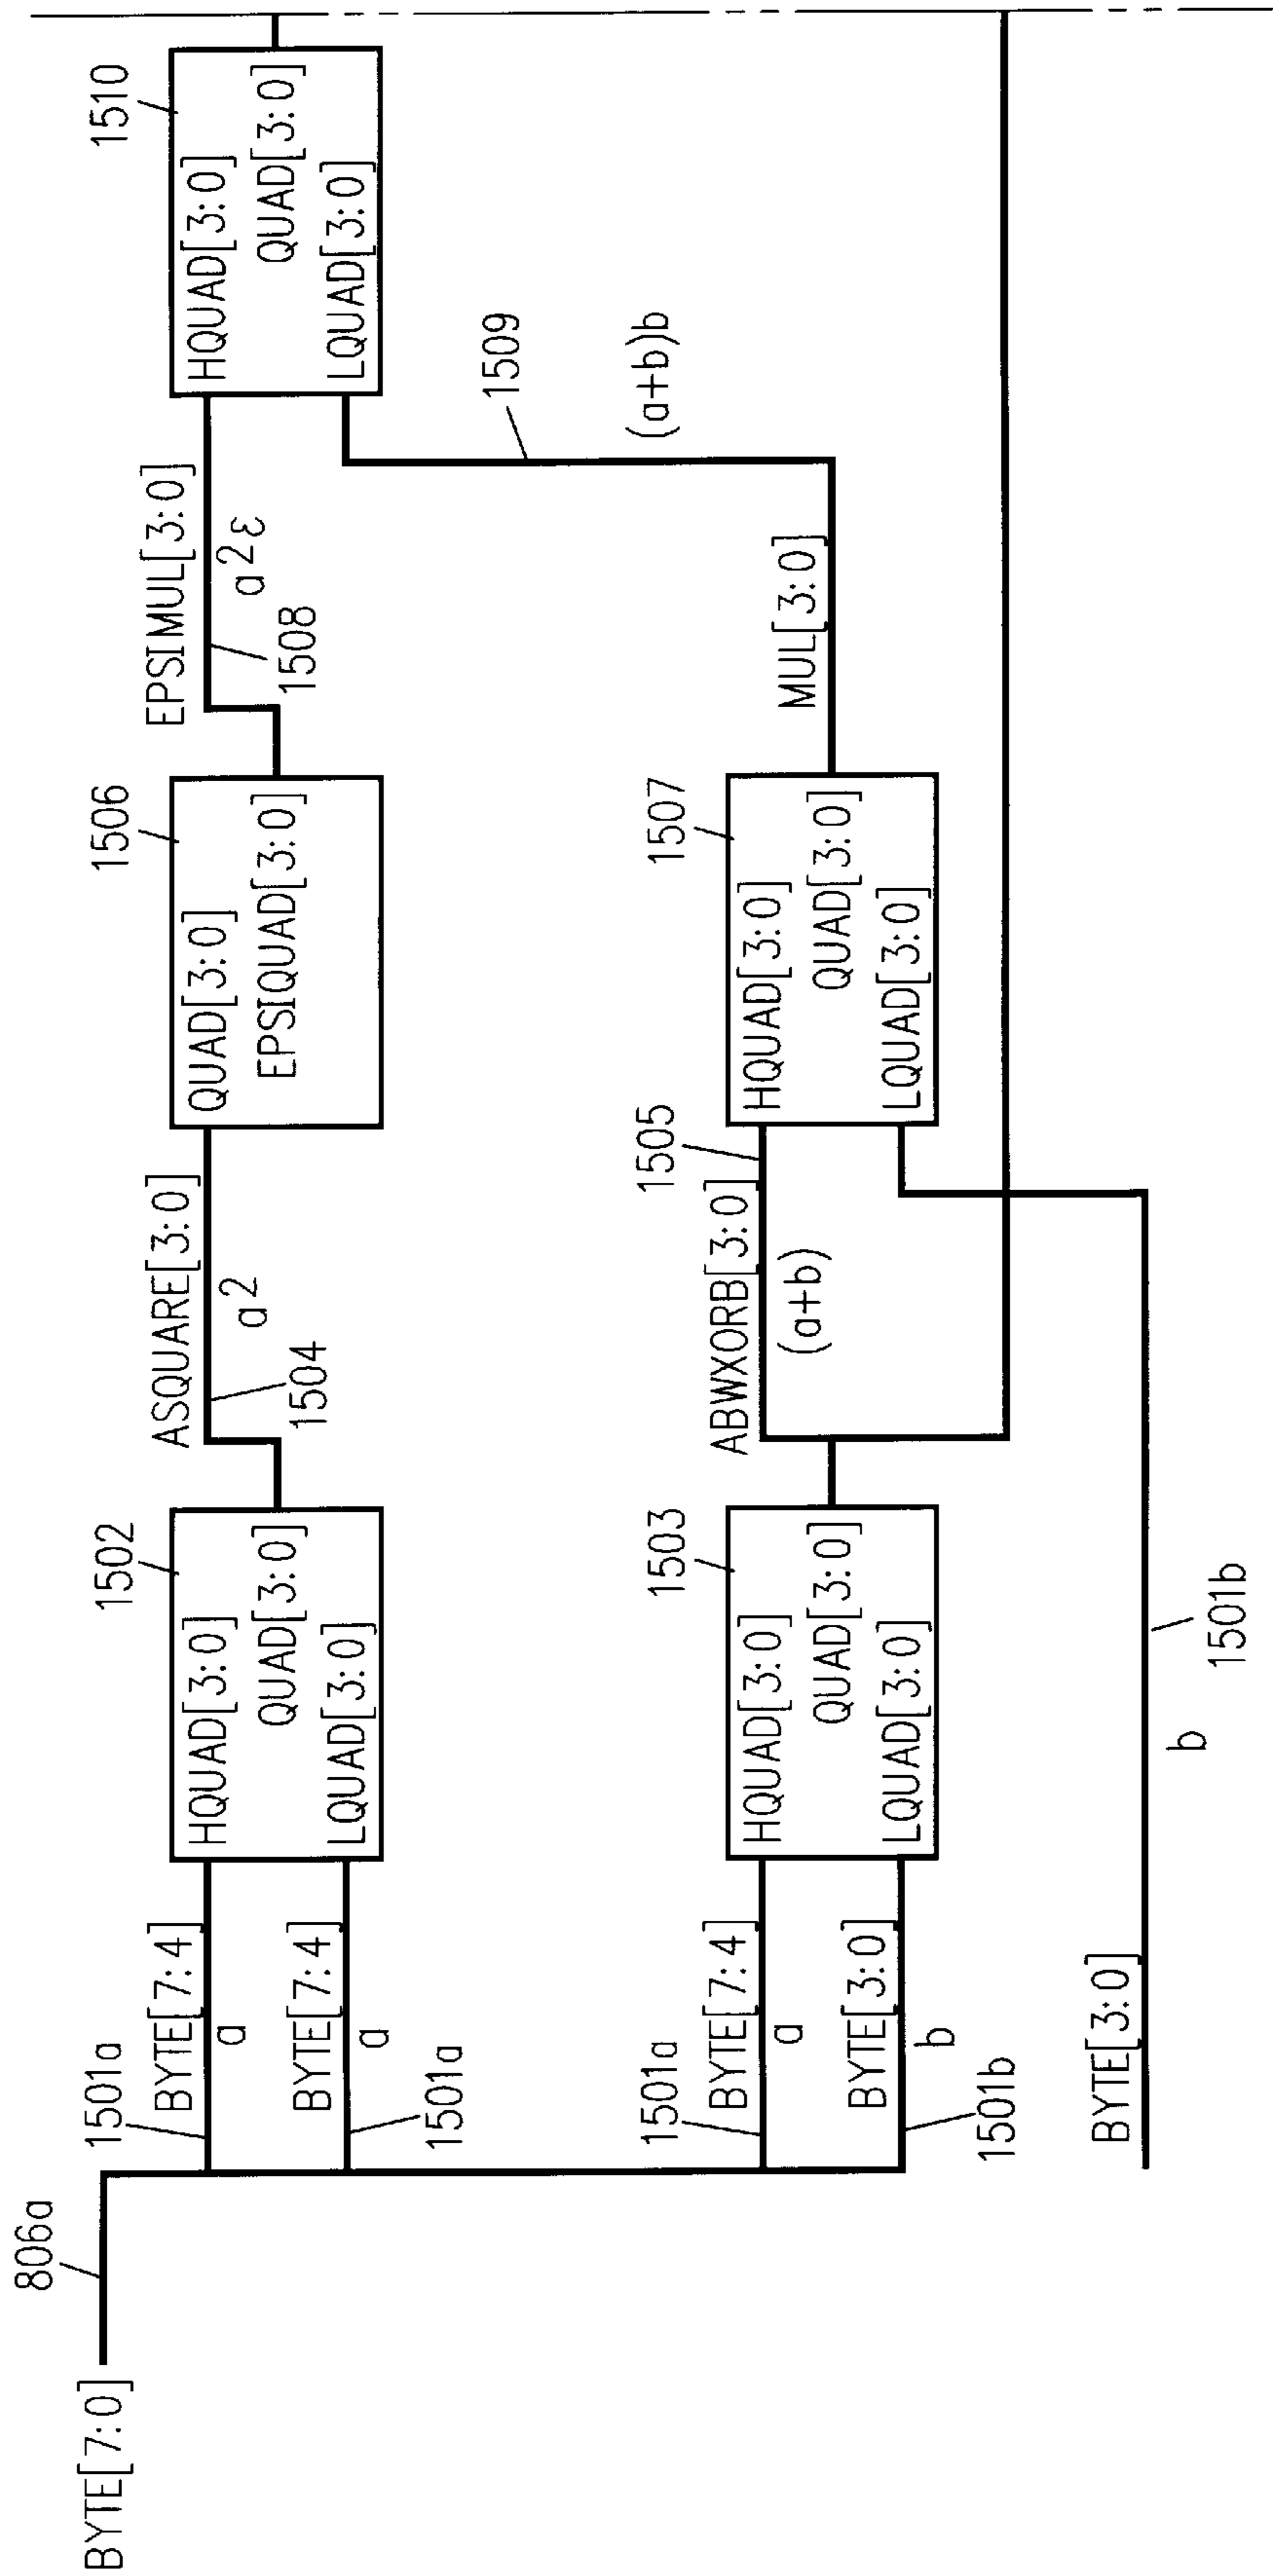 BYTE[7:0]
806a
1501a
BYTE[7:4]
a
BYTE[7:4]
a
1501a
1502
HQUAD[3:0]
QUAD[3:0]
LQUAD[3:0]
ASQUARE[3:0]
a2
1504
1506
QUAD[3:0]
EPSIQUAD[3:0]
EPSIMUL[3:0]
a2ε
1508
1510
HQUAD[3:0]
QUAD[3:0]
LQUAD[3:0]
1509
(a+b)b
1501a
BYTE[7:4]
a
BYTE[3:0]
b
1501b
1503
HQUAD[3:0]
QUAD[3:0]
LQUAD[3:0]
ABWXORB[3:0]
(a+b)
1505
1507
HQUAD[3:0]
QUAD[3:0]
LQUAD[3:0]
MUL[3:0]
BYTE[3:0]
b
1501b